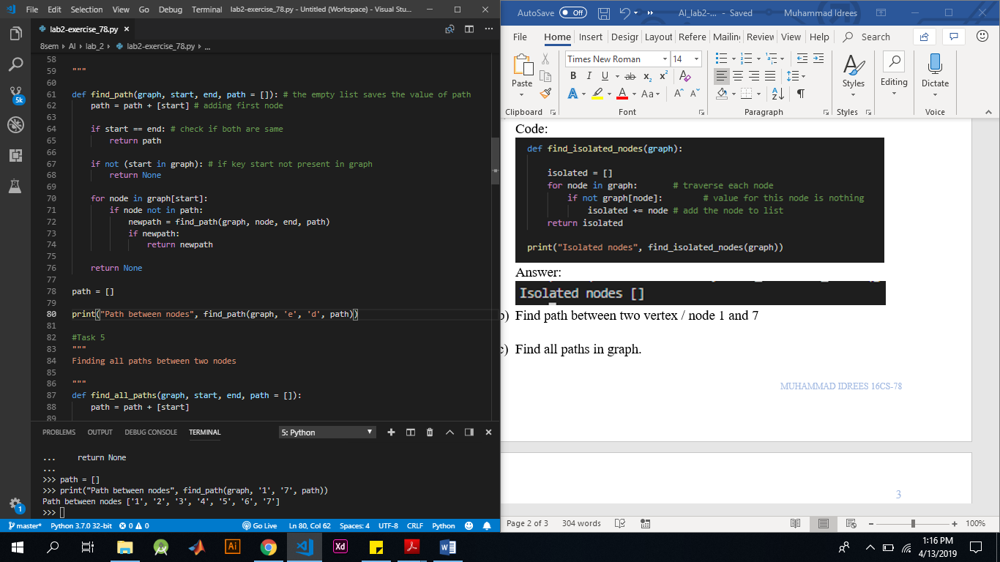 File Edit Selection View Go Debug Terminal lab2-exercise_78.py - Untitled (Workspace) - Visual Stu...
lab2-exercise_78.py ×
8sem › AI › lab_2 › lab2-exercise_78.py › ...
58
59 """
60
61 def find_path(graph, start, end, path = []): # the empty list saves the value of path
62 path = path + [start] # adding first node
63
64 if start == end: # check if both are same
65 return path
66
67 if not (start in graph): # if key start not present in graph
68 return None
69
70 for node in graph[start]:
71 if node not in path:
72 newpath = find_path(graph, node, end, path)
73 if newpath:
74 return newpath
75
76 return None
77
78 path = []
79
80 print("Path between nodes", find_path(graph, 'e', 'd', path))
81
82 #Task 5
83 """
84 Finding all paths between two nodes
85
86 """
87 def find_all_paths(graph, start, end, path = []):
88 path = path + [start]
89
5k
1
PROBLEMS OUTPUT DEBUG CONSOLE TERMINAL 5: Python
... return None
...
>>> path = []
>>> print("Path between nodes", find_path(graph, '1', '7', path))
Path between nodes ['1', '2', '3', '4', '5', '6', '7']
>>>
master* Python 3.7.0 32-bit 0 0 Go Live Ln 80, Col 62 Spaces: 4 UTF-8 CRLF Python
AutoSave Off AI_lab2-... - Saved Muhammad Idrees
File Home Insert Design Layout Refere Mailin Review View Help Search
Times New Roman 14
Paste
B I U ab x₂ x²
A A Aa A A
Styles Editing Dictate
Clipboard Font Paragraph Styles Voice
Code:
def find_isolated_nodes(graph):
isolated = []
for node in graph: # traverse each node
if not graph[node]: # value for this node is nothing
isolated += node # add the node to list
return isolated
print("Isolated nodes", find_isolated_nodes(graph))
Answer:
Isolated nodes []
b) Find path between two vertex / node 1 and 7
c) Find all paths in graph.
MUHAMMAD IDREES 16CS-78
3
Page 2 of 3 304 words 100%
Ai Xd
1:16 PM
4/13/2019